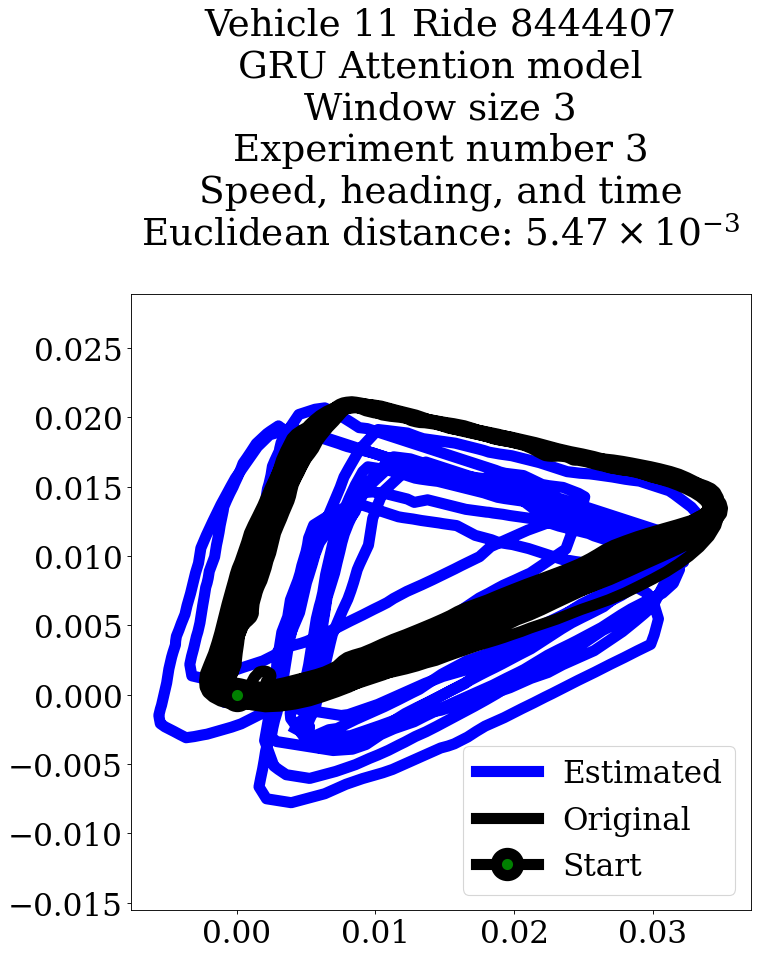 Vehicle 11 Ride 8444407
GRU Attention model
Window size 3
Experiment number 3
Speed, heading, and time
Euclidean distance: 5.47 × 10⁻³
0.025
0.020
0.015
0.010
0.005
0.000
−0.005
−0.010
−0.015
0.00 0.01 0.02 0.03
Estimated
Original
Start